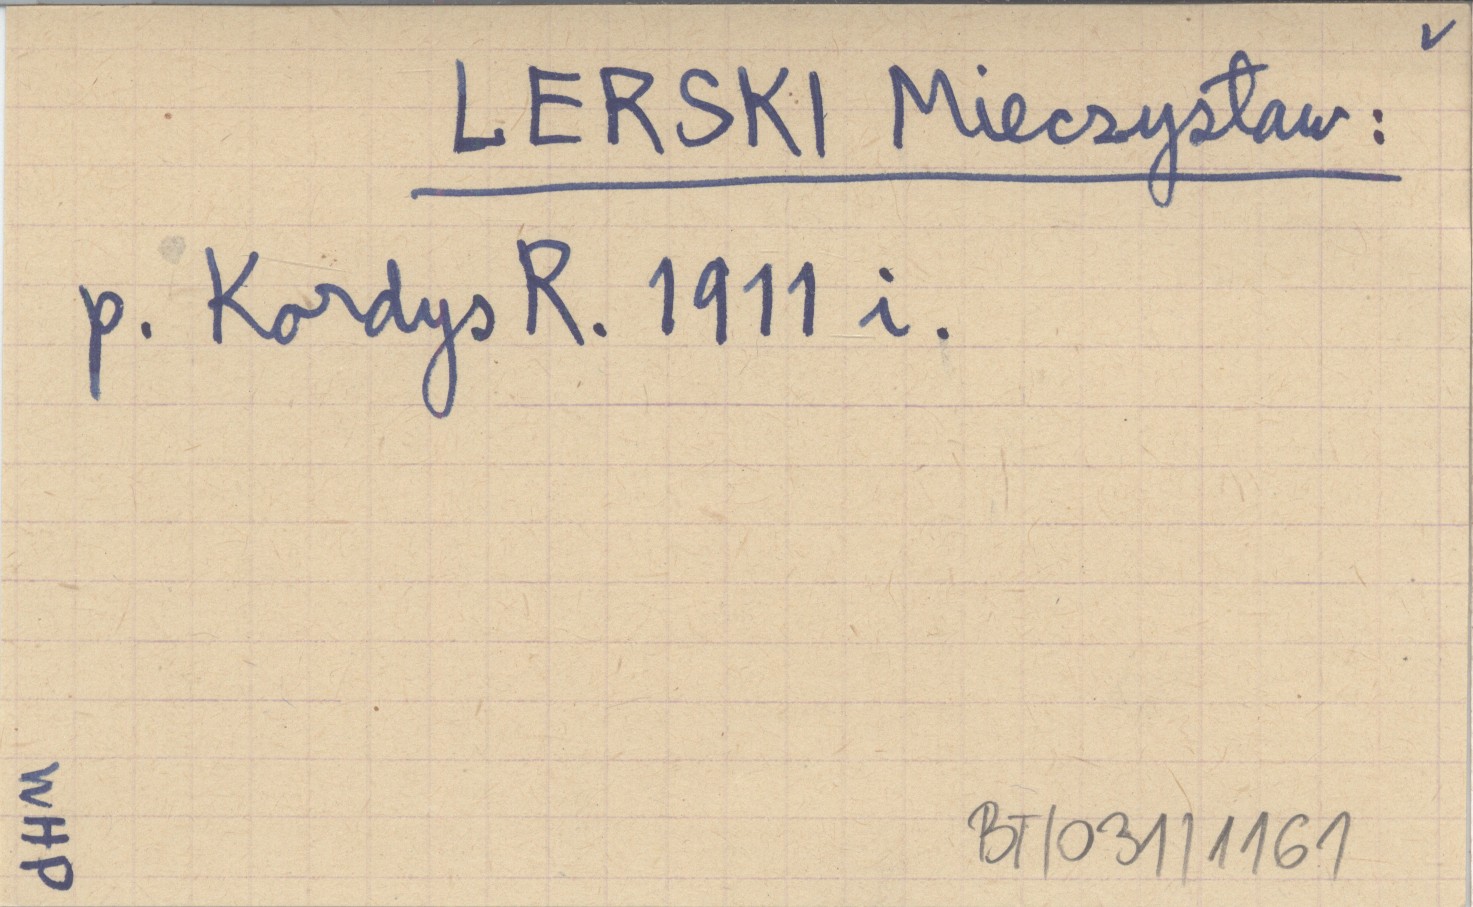 LERSKI Mieczysław:
p. Kordys R. 1911 i.
WHP
BT/031/1161